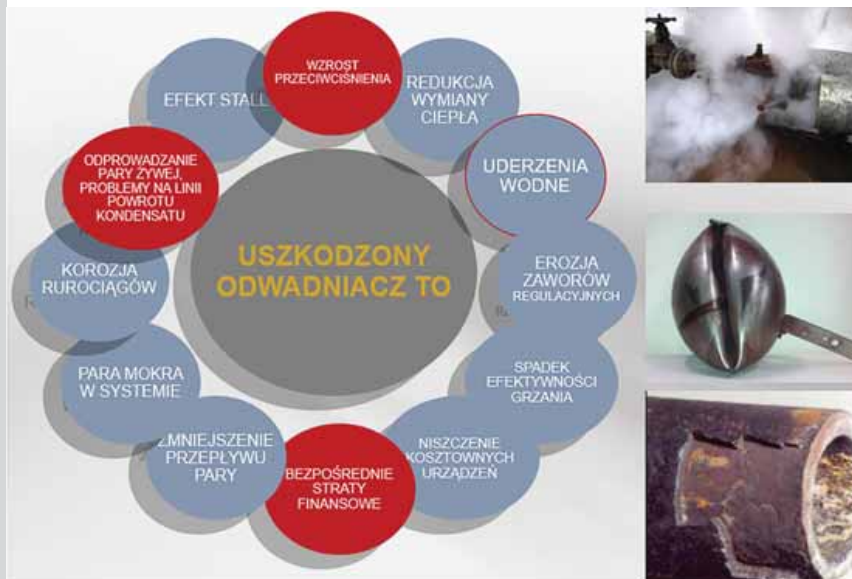 USZKODZONY
ODWADNIACZ TO
WZROST
PRZECIWCIŚNIENIA
REDUKCJA
WYMIANY
CIEPŁA
UDERZENIA
WODNE
EROZJA
ZAWORÓW
REGULACYJNYCH
SPADEK
EFEKTYWNOŚCI
GRZANIA
NISZCZENIE
KOSZTOWNYCH
URZĄDZEŃ
BEZPOŚREDNIE
STRATY
FINANSOWE
ZMNIEJSZENIE
PRZEPŁYWU
PARY
PARA MOKRA
W SYSTEMIE
KOROZJA
RUROCIĄGÓW
ODPROWADZANIE
PARY ŻYWEJ,
PROBLEMY NA LINII
POWROTU
KONDENSATU
EFEKT STALL